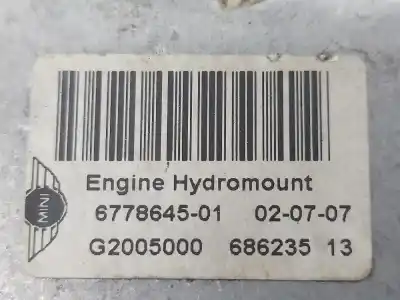 Engine Hydromount
MINI
6778645-01 02-07-07
G2005000 686235 13